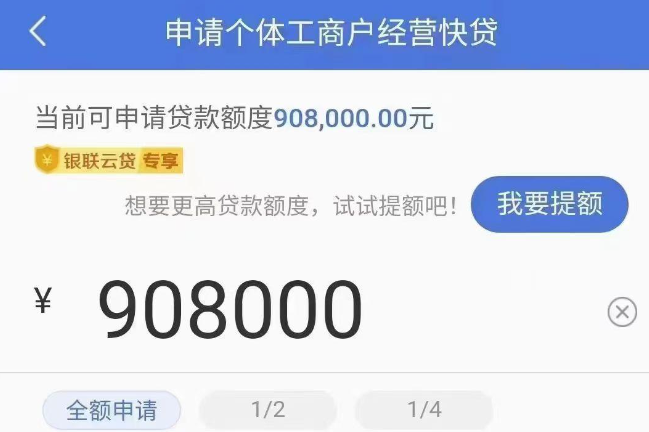 申请个体工商户经营快贷
当前可申请贷款额度908,000.00元
银联云贷 专享
想要更高贷款额度，试试提额吧！ 我要提额
¥ 908000
全额申请 1/2 1/4